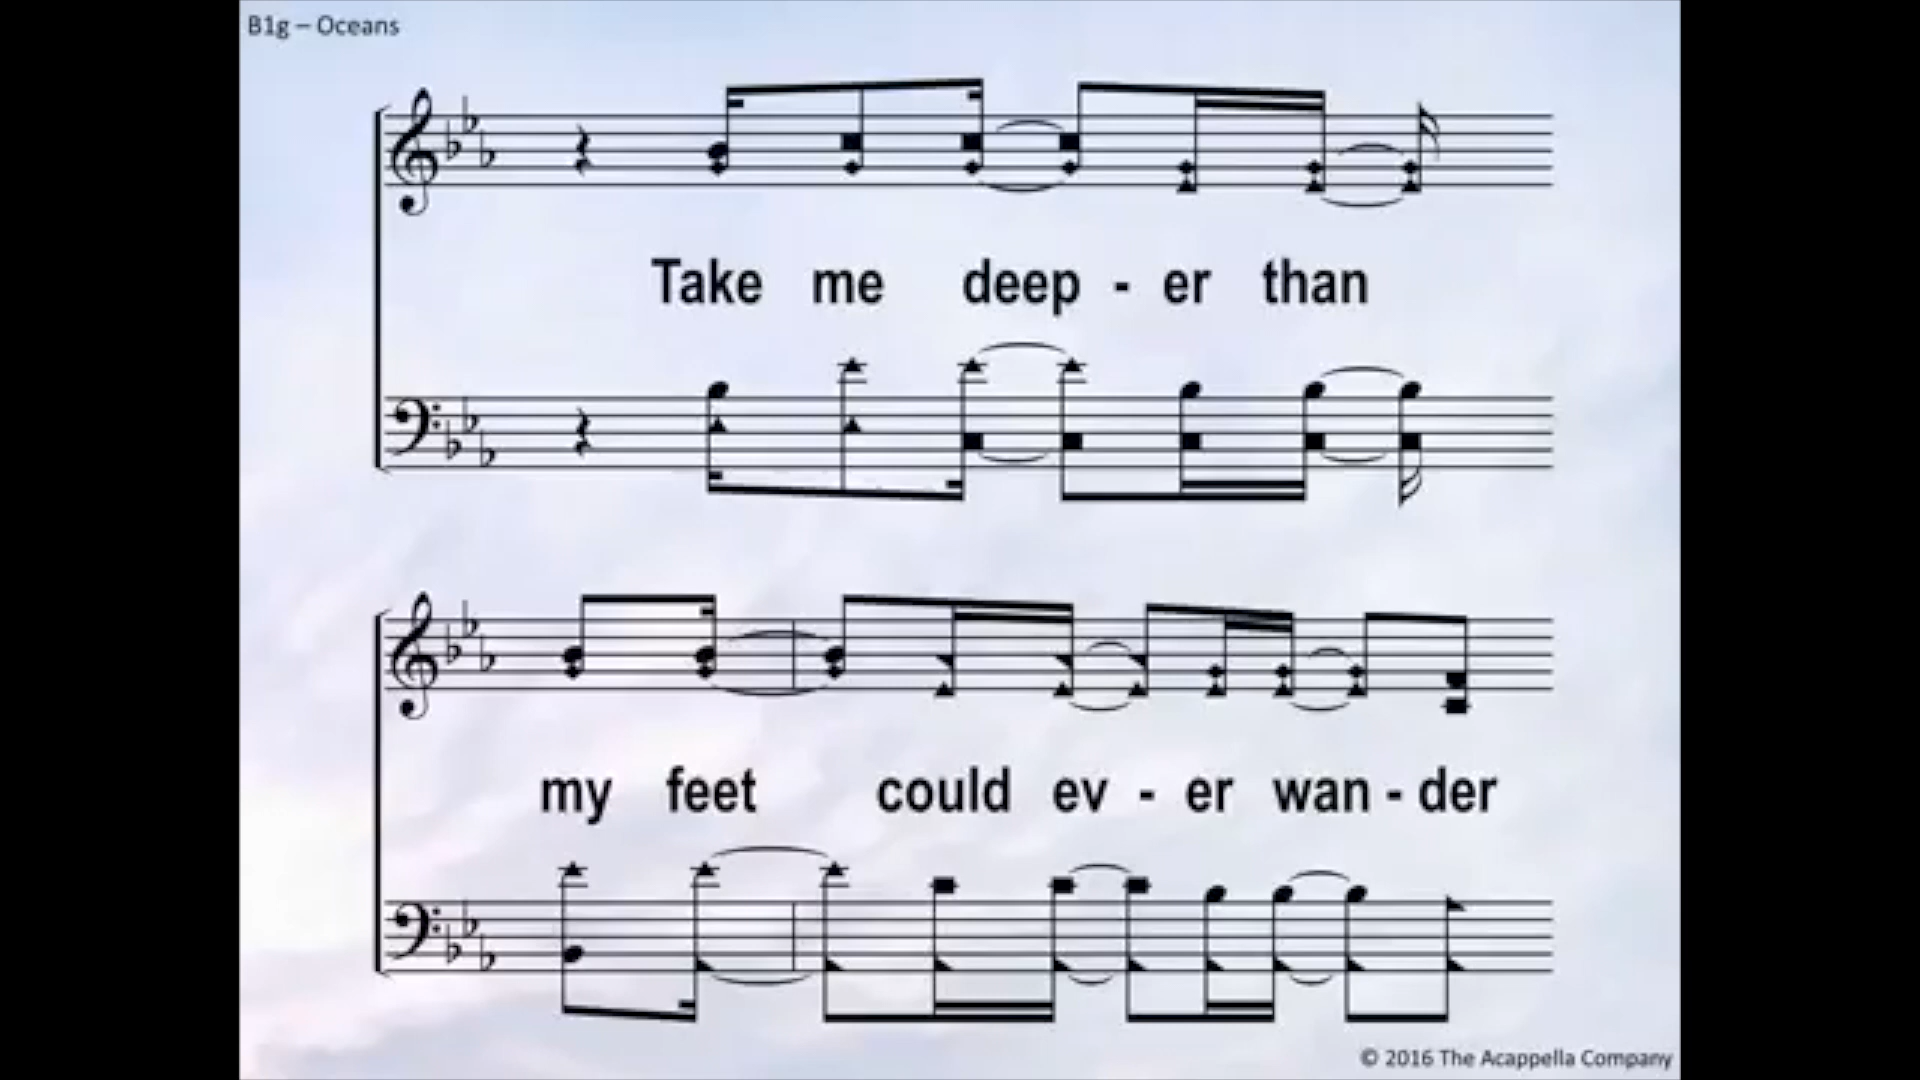 B1g – Oceans
Take me deep - er than
my feet could ev - er wan - der
© 2016 The Acappella Company